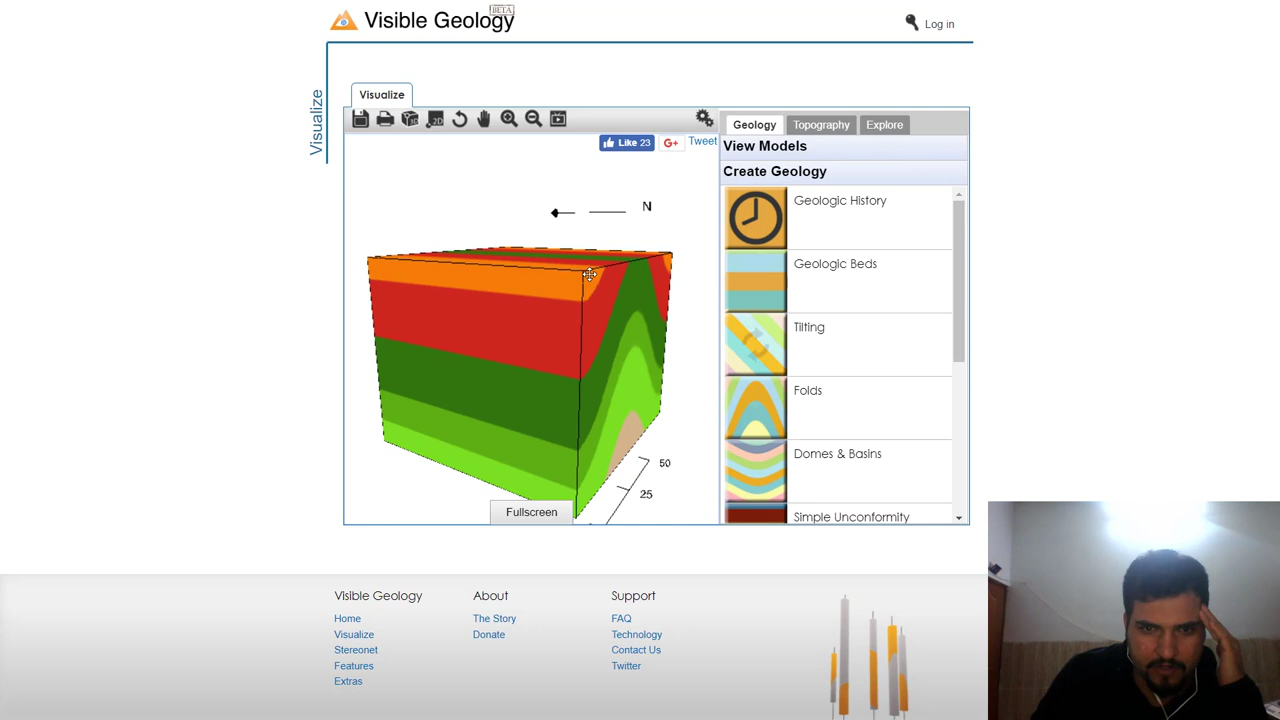 Visible Geology BETA
Log in
Visualize
Visualize
Like 23
G+
Tweet
Geology
Topography
Explore
View Models
Create Geology
Geologic History
Geologic Beds
Tilting
Folds
Domes & Basins
Simple Unconformity
N
50
25
2D
Fullscreen
Visible Geology
Home
Visualize
Stereonet
Features
Extras
About
The Story
Donate
Support
FAQ
Technology
Contact Us
Twitter